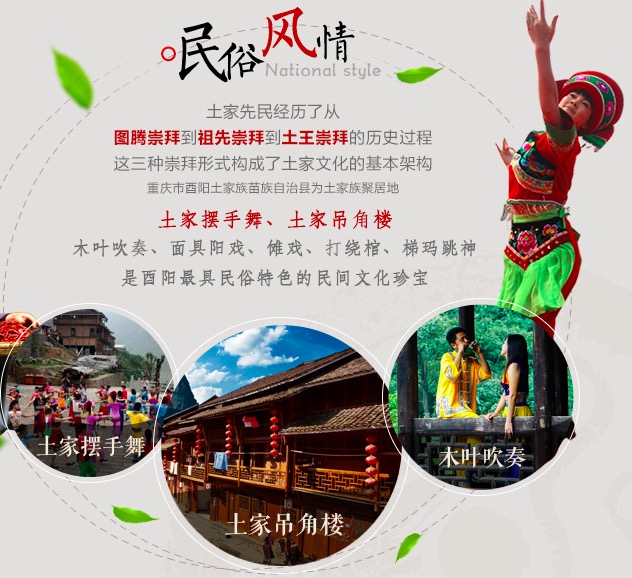 民俗风情
National style
土家先民经历了从
图腾崇拜到祖先崇拜到土王崇拜的历史过程
这三种崇拜形式构成了土家文化的基本架构
重庆市酉阳土家族苗族自治县为土家族聚居地
土家摆手舞、土家吊角楼
木叶吹奏、面具阳戏、傩戏、打绕棺、梯玛跳神
是酉阳最具民俗特色的民间文化珍宝
土家摆手舞
土家吊角楼
木叶吹奏